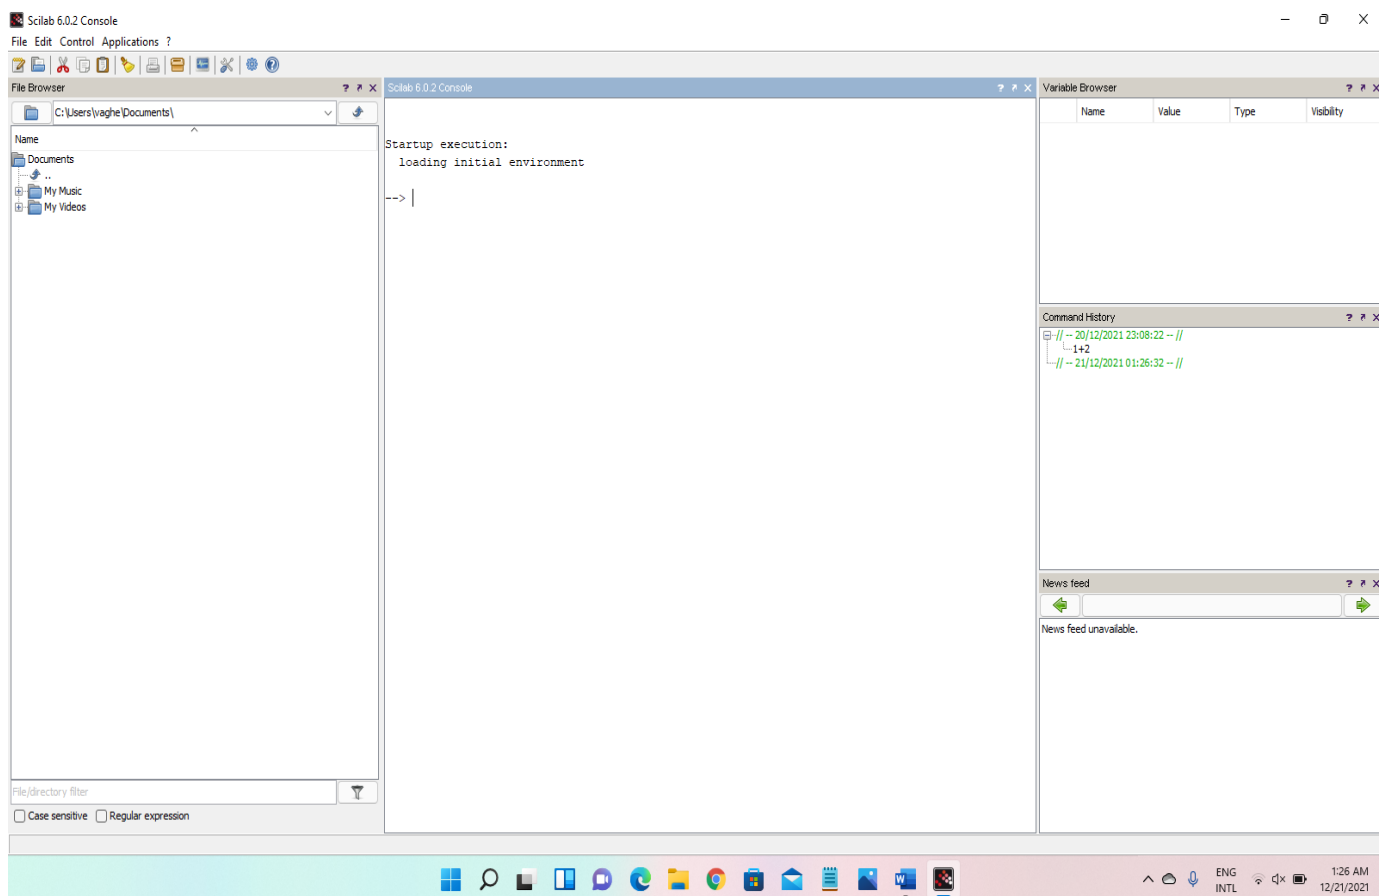 Scilab 6.0.2 Console
File Edit Control Applications ?
File Browser ? X
C:\Users\vaghe\Documents\
Name
Documents
..
My Music
My Videos
File/directory filter
Case sensitive Regular expression
Scilab 6.0.2 Console ? X
Startup execution:
loading initial environment
-->
Variable Browser ? X
Name Value Type Visibility
Command History ? X
// -- 20/12/2021 23:08:22 -- //
1+2
// -- 21/12/2021 01:26:32 -- //
News feed ? X
News feed unavailable.
ENG
INTL
1:26 AM
12/21/2021